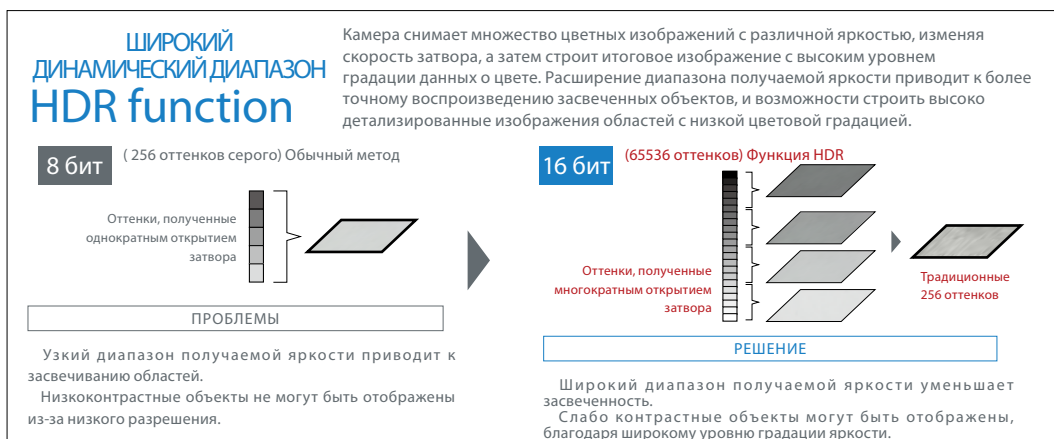 ШИРОКИЙ
ДИНАМИЧЕСКИЙ ДИАПАЗОН
HDR function
Камера снимает множество цветных изображений с различной яркостью, изменяя
скорость затвора, а затем строит итоговое изображение с высоким уровнем
градации данных о цвете. Расширение диапазона получаемой яркости приводит к более
точному воспроизведению засвеченных объектов, и возможности строить высоко
детализированные изображения областей с низкой цветовой градацией.
8 бит
( 256 оттенков серого) Обычный метод
Оттенки, полученные
однократным открытием
затвора
ПРОБЛЕМЫ
Узкий диапазон получаемой яркости приводит к
засвечиванию областей.
Низкоконтрастные объекты не могут быть отображены
из-за низкого разрешения.
16 бит
(65536 оттенков) Функция HDR
Оттенки, полученные
многократным открытием
затвора
Традиционные
256 оттенков
РЕШЕНИЕ
Широкий диапазон получаемой яркости уменьшает
засвеченность.
Слабо контрастные объекты могут быть отображены,
благодаря широкому уровню градации яркости.